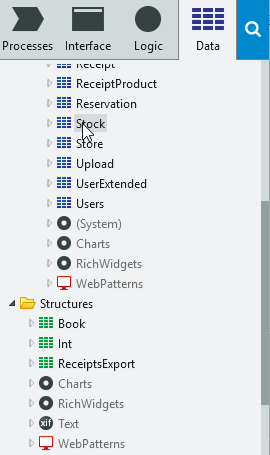 Processes Interface Logic Data
Receipt
ReceiptProduct
Reservation
Stock
Store
Upload
UserExtended
Users
(System)
Charts
RichWidgets
WebPatterns
Structures
Book
Int
ReceiptsExport
Charts
RichWidgets
xif Text
WebPatterns